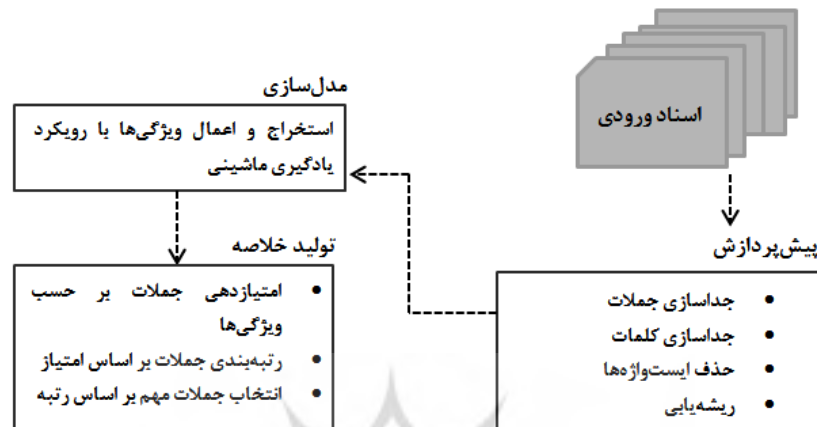 اسناد ورودی
پیش‌پردازش
• جداسازی جملات
• جداسازی کلمات
• حذف ایست‌واژه‌ها
• ریشه‌یابی
مدل‌سازی
استخراج و اعمال ویژگی‌ها با رویکرد
یادگیری ماشینی
تولید خلاصه
• امتیازدهی جملات بر حسب
ویژگی‌ها
• رتبه‌بندی جملات بر اساس امتیاز
• انتخاب جملات مهم بر اساس رتبه